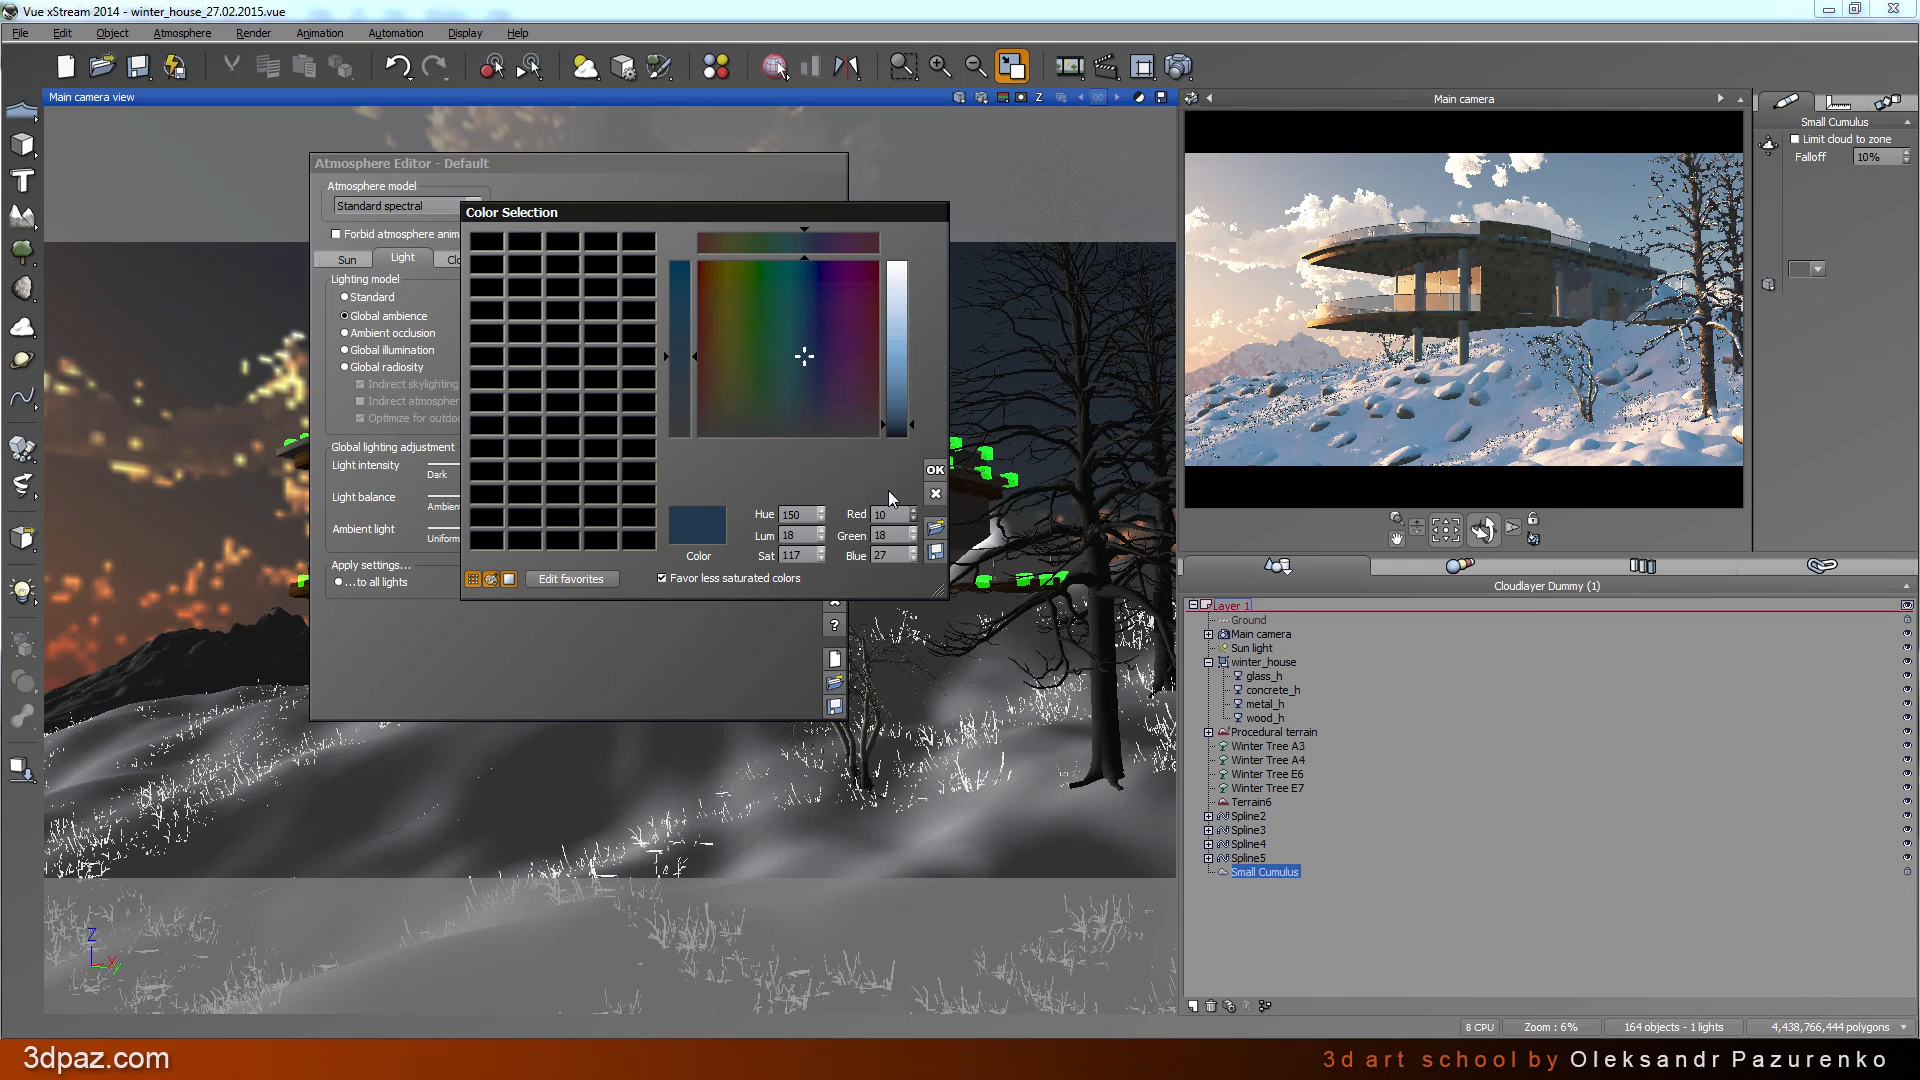 Vue xStream 2014 - winter_house_27.02.2015.vue
File Edit Object Atmosphere Render Animation Automation Display Help
Main camera view
Z
Main camera
Small Cumulus
Limit cloud to zone
Falloff 10%
Atmosphere Editor - Default
Atmosphere model
Standard spectral
Forbid atmosphere anim
Sun Light Clo
Lighting model
Standard
Global ambience
Ambient occlusion
Global illumination
Global radiosity
Indirect skylighting
Indirect atmospher
Optimize for outdo
Global lighting adjustment
Light intensity
Dark
Light balance
Ambien
Ambient light
Uniform
Apply settings...
...to all lights
?
Color Selection
OK
Hue 150 Red 10
Lum 18 Green 18
Color Sat 117 Blue 27
Edit favorites
Favor less saturated colors
Cloudlayer Dummy (1)
Layer 1
Ground
Main camera
Sun light
winter_house
glass_h
concrete_h
metal_h
wood_h
Procedural terrain
Winter Tree A3
Winter Tree A4
Winter Tree E6
Winter Tree E7
Terrain6
Spline2
Spline3
Spline4
Spline5
Small Cumulus
Z
X
y
8 CPU Zoom : 6% 164 objects - 1 lights 4,438,766,444 polygons
3dpaz.com
3d art school by Oleksandr Pazurenko